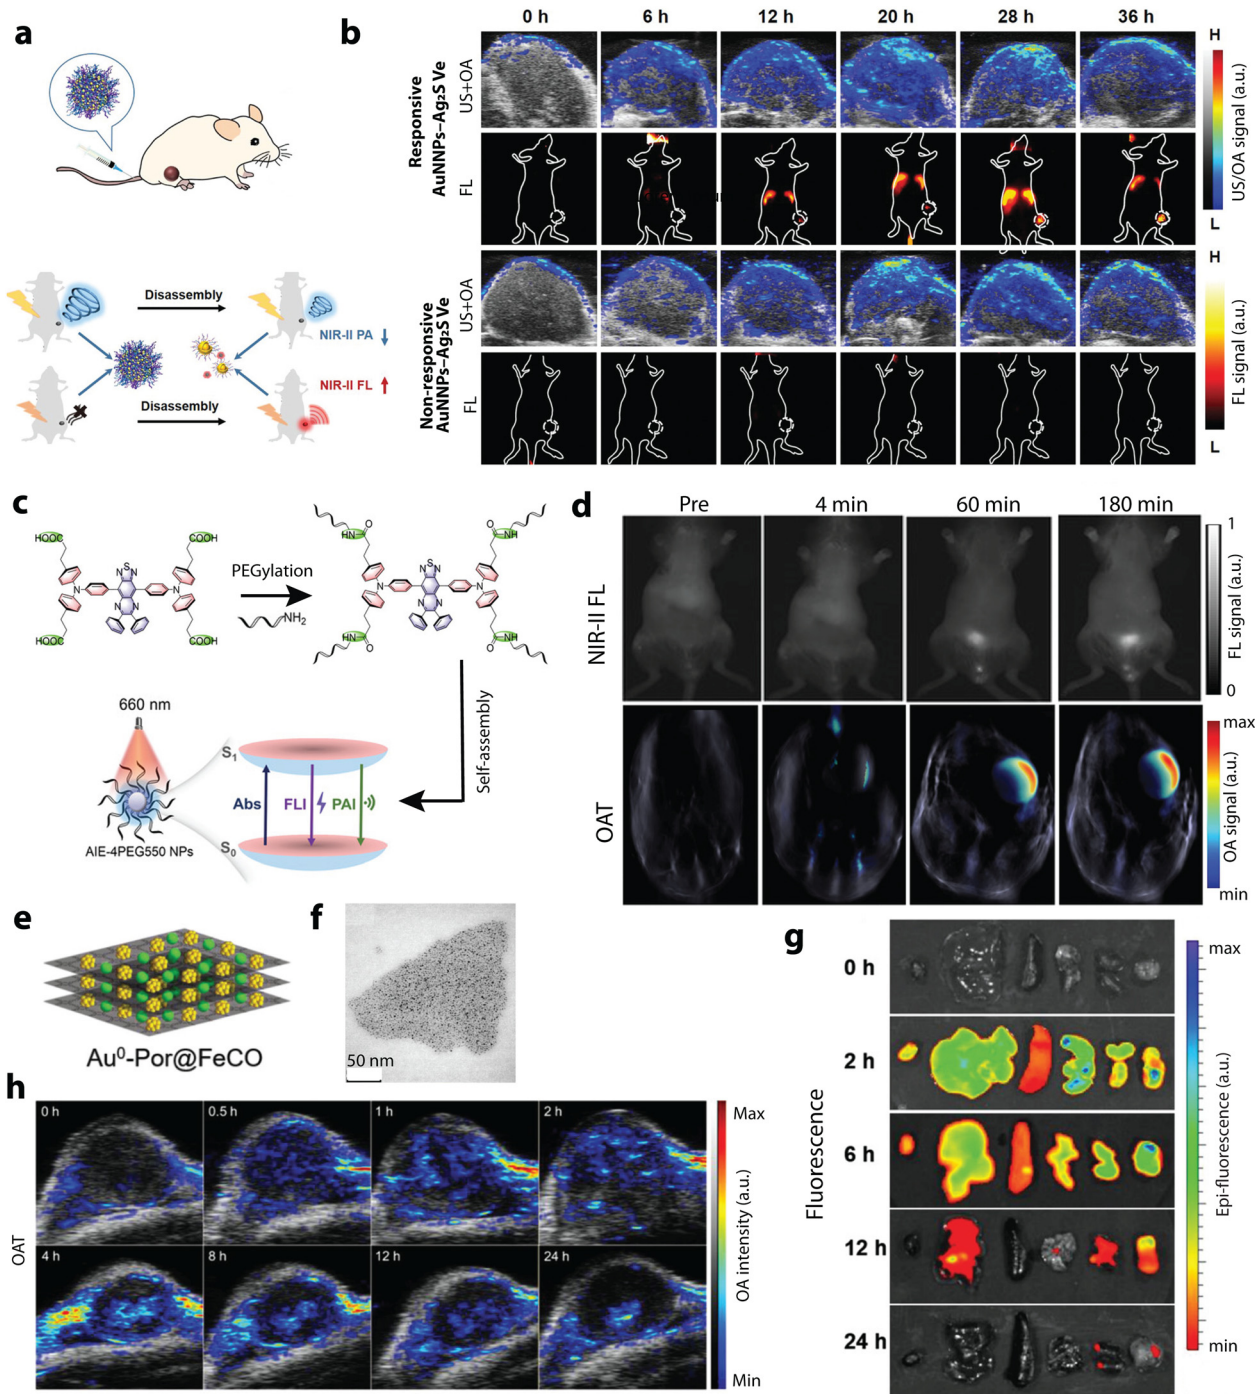 a
Disassembly
NIR-II PA
NIR-II FL
Disassembly
b
0 h 6 h 12 h 20 h 28 h 36 h
Responsive
AuNNPs–Ag₂S Ve
US+OA
FL
Non-responsive
AuNNPs–Ag₂S Ve
US+OA
FL
H
US/OA signal (a.u.)
L
H
FL signal (a.u.)
L
c
HOOC
COOH
HOOC
COOH
N
N
S
N
N
N
N
PEGylation
NH₂
HN
O
O
NH
N
N
S
N
N
N
N
HN
O
O
NH
Self-assembly
660 nm
AIE-4PEG550 NPs
S₁
Abs FLI PAI
S₀
d
Pre 4 min 60 min 180 min
NIR-II FL
OAT
1
FL signal (a.u.)
0
max
OA signal (a.u.)
min
e
Au⁰-Por@FeCO
f
50 nm
g
0 h
2 h
6 h
12 h
24 h
Fluorescence
max
Epi-fluorescence (a.u.)
min
h
OAT
0 h 0.5 h 1 h 2 h
4 h 8 h 12 h 24 h
Max
OA intensity (a.u.)
Min